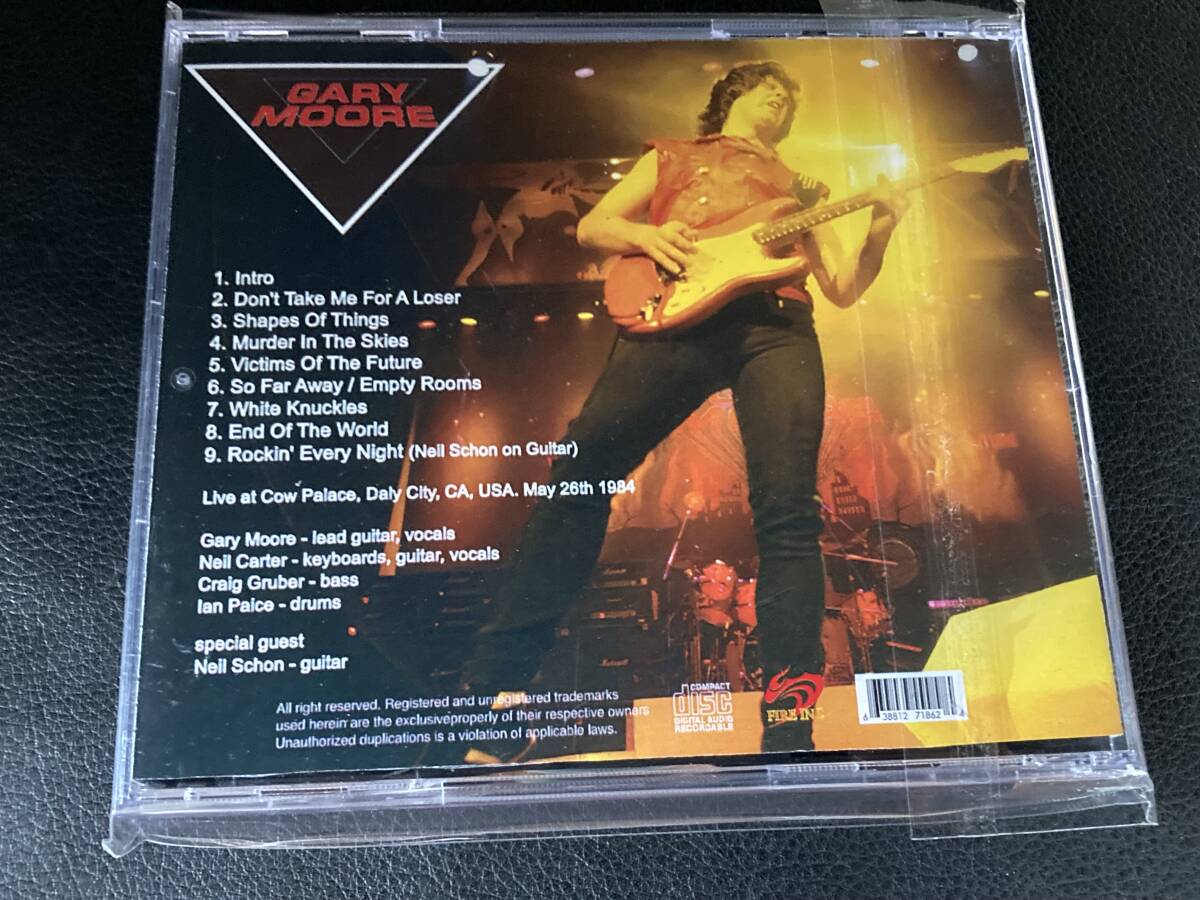 GARY
MOORE
1. Intro
2. Don't Take Me For A Loser
3. Shapes Of Things
4. Murder In The Skies
5. Victims Of The Future
6. So Far Away / Empty Rooms
7. White Knuckles
8. End Of The World
9. Rockin' Every Night (Neil Schon on Guitar)
Live at Cow Palace, Daly City, CA, USA. May 26th 1984
Gary Moore - lead guitar, vocals
Neil Carter - keyboards, guitar, vocals
Craig Gruber - bass
Ian Paice - drums
special guest
Neil Schon - guitar
All right reserved. Registered and unregistered trademarks
used herein are the exclusiveproperly of their respective owners
Unauthorized duplications is a violation of applicable laws.
COMPACT
disc
DIGITAL AUDIO
RECORDABLE
FIRE INC
6 38812 71862